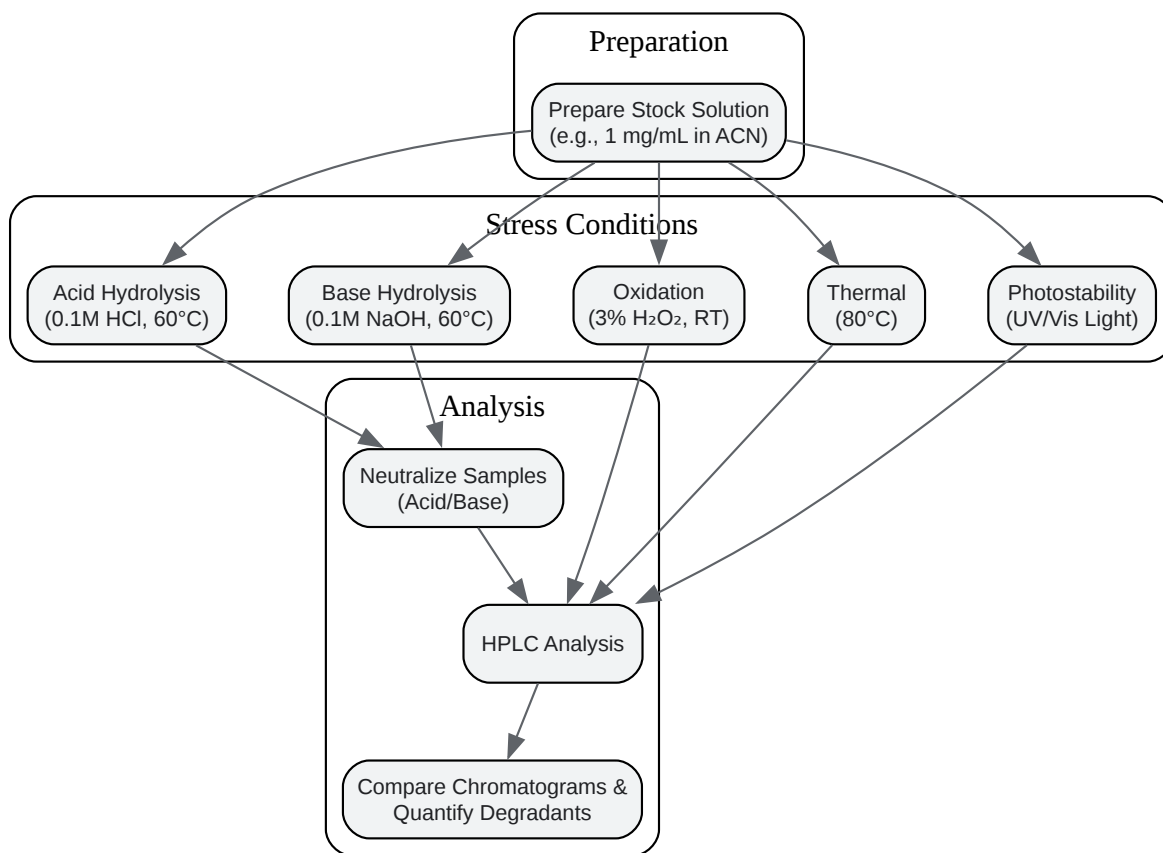 Preparation
Prepare Stock Solution
(e.g., 1 mg/mL in ACN)
Stress Conditions
Acid Hydrolysis
(0.1M HCl, 60°C)
Base Hydrolysis
(0.1M NaOH, 60°C)
Oxidation
(3% H₂O₂, RT)
Thermal
(80°C)
Photostability
(UV/Vis Light)
Analysis
Neutralize Samples
(Acid/Base)
HPLC Analysis
Compare Chromatograms &
Quantify Degradants